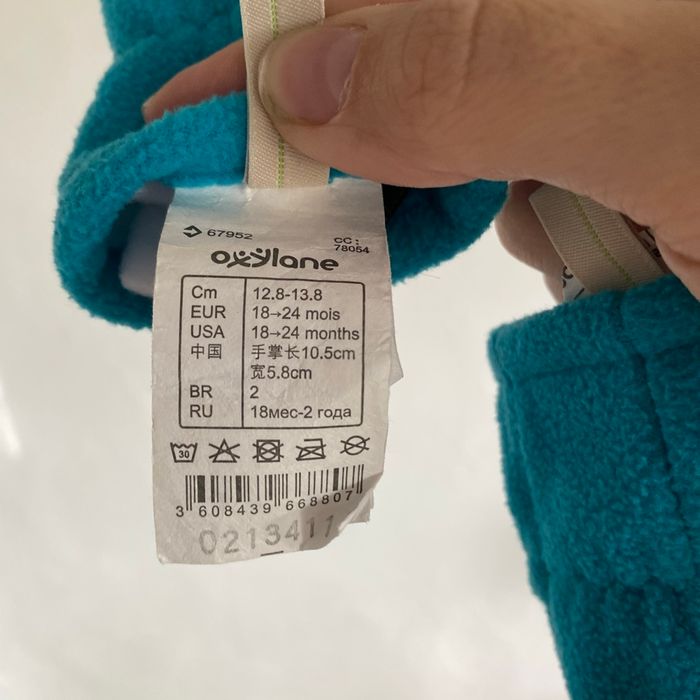 67952
CC:
78054
oxylane
Cm 12.8-13.8
EUR 18→24 mois
USA 18→24 months
中国 手掌长10.5cm
宽5.8cm
BR 2
RU 18мес-2 года
30
3 608439 668807
0213411